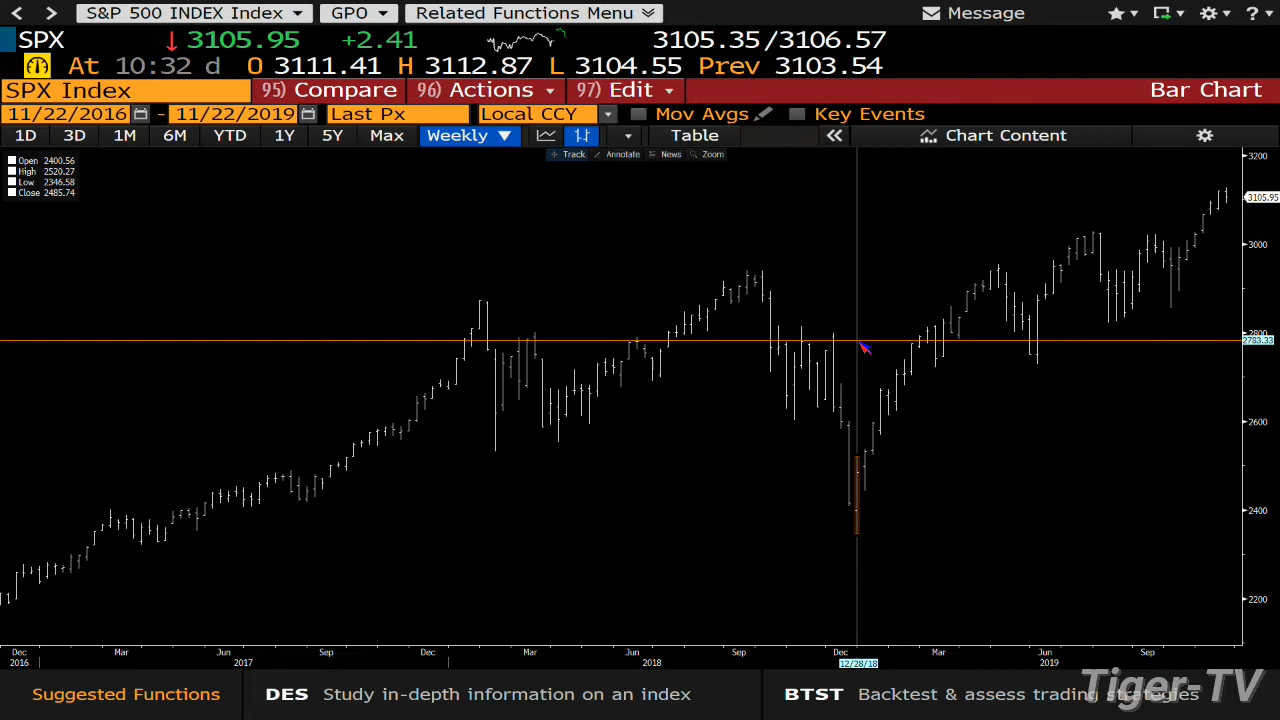 S&P 500 INDEX Index GPO Related Functions Menu Message
SPX 3105.95 +2.41 3105.35/3106.57
At 10:32 d O 3111.41 H 3112.87 L 3104.55 Prev 3103.54
SPX Index 95) Compare 96) Actions 97) Edit Bar Chart
11/22/2016 - 11/22/2019 Last Px Local CCY Mov Avgs Key Events
1D 3D 1M 6M YTD 1Y 5Y Max Weekly ▼ Table « Chart Content
Track Annotate News Zoom
Open 2400.56
High 2520.27
Low 2346.58
Close 2485.74
3200
3105.95
3000
2800
2783.33
2600
2400
2200
Dec Mar Jun Sep Dec Mar Jun Sep Dec Mar Jun Sep
2016 2017 2018 12/28/18 2019
Suggested Functions DES Study in-depth information on an index BTST Backtest & assess trading strategies
Tiger-TV